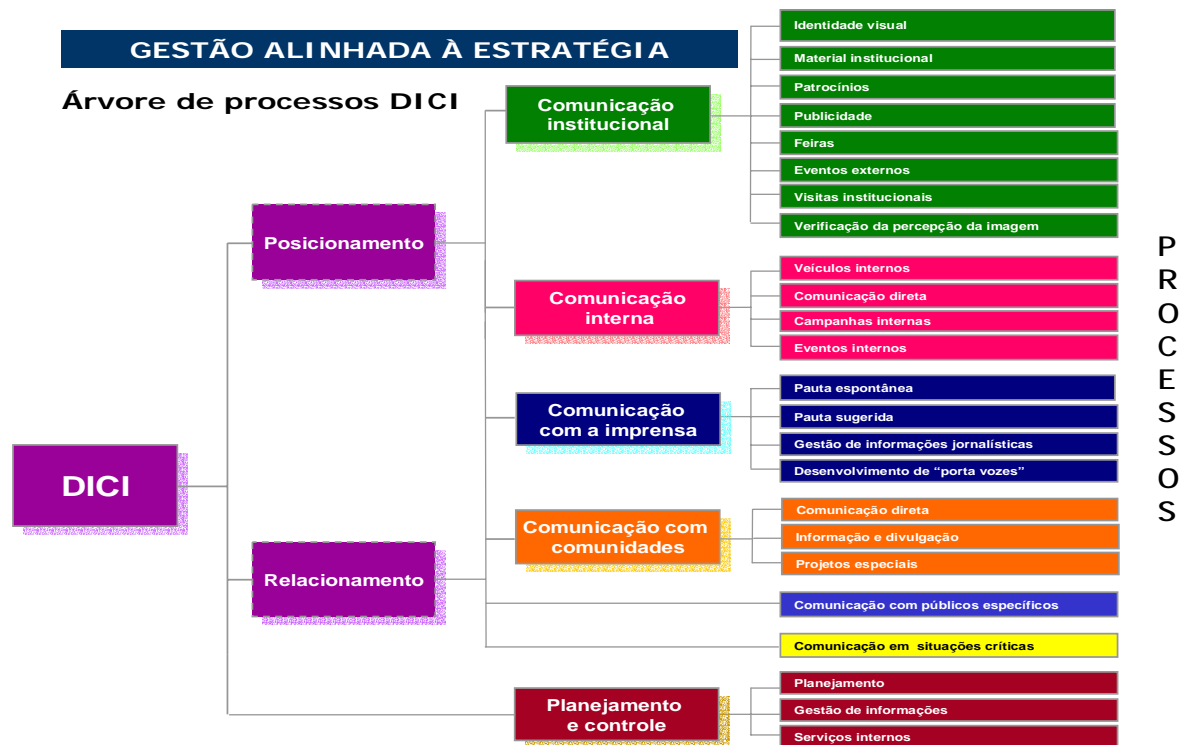 GESTÃO ALINHADA À ESTRATÉGIA
Árvore de processos DICI
DICI
Posicionamento
Relacionamento
Comunicação
institucional
Identidade visual
Material institucional
Patrocínios
Publicidade
Feiras
Eventos externos
Visitas institucionais
Verificação da percepção da imagem
Comunicação
interna
Veículos internos
Comunicação direta
Campanhas internas
Eventos internos
Comunicação
com a imprensa
Pauta espontânea
Pauta sugerida
Gestão de informações jornalísticas
Desenvolvimento de “porta vozes”
Comunicação com
comunidades
Comunicação direta
Informação e divulgação
Projetos especiais
Comunicação com públicos específicos
Comunicação em situações críticas
Planejamento
e controle
Planejamento
Gestão de informações
Serviços internos
PROCESSOS